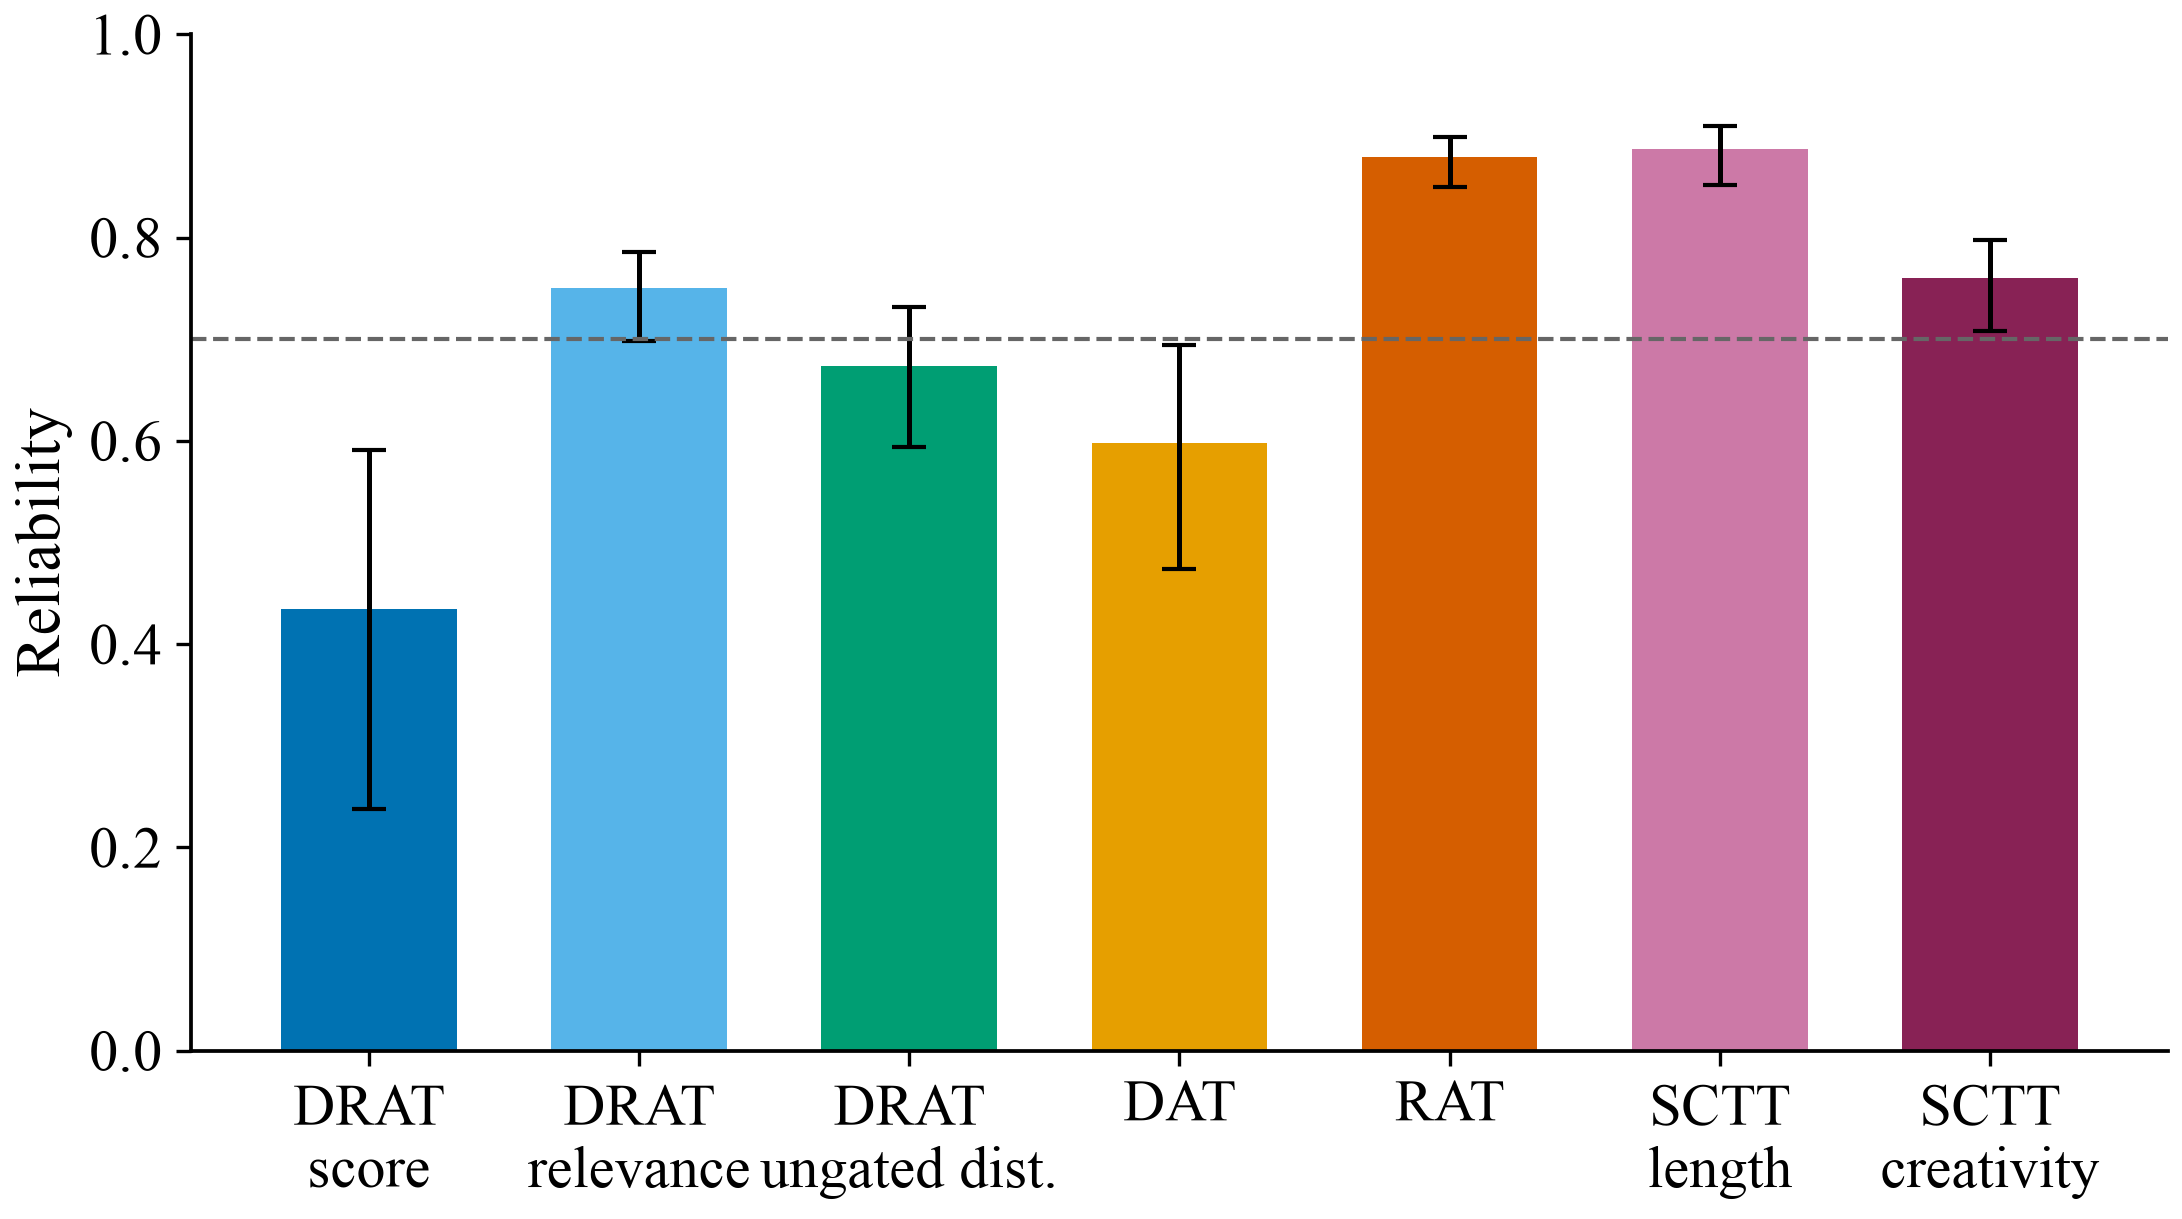 Reliability
1.0
0.8
0.6
0.4
0.2
0.0
DRAT
score
DRAT
relevance
DRAT
ungated dist.
DAT
RAT
SCTT
length
SCTT
creativity